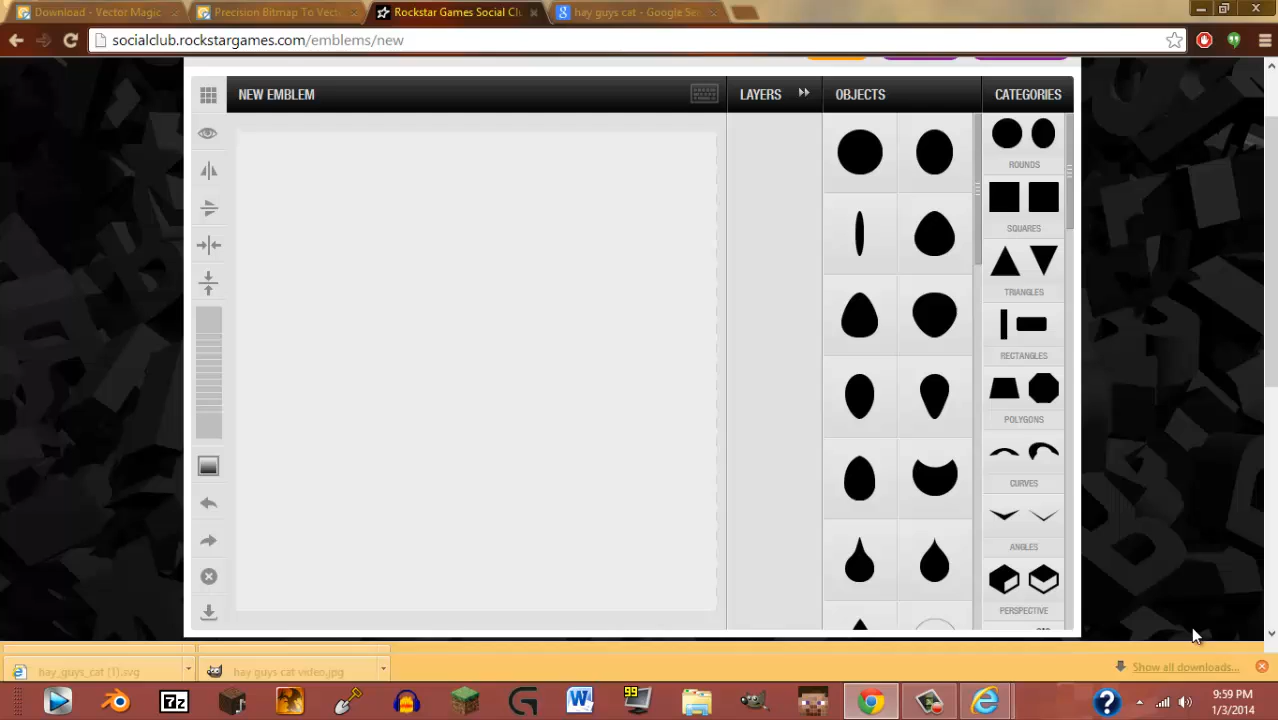 Download - Vector Magic
Precision Bitmap To Vect
Rockstar Games Social Cl
hay guys cat - Google Se
socialclub.rockstargames.com/emblems/new
NEW EMBLEM
LAYERS
OBJECTS
CATEGORIES
ROUNDS
SQUARES
TRIANGLES
RECTANGLES
POLYGONS
CURVES
ANGLES
PERSPECTIVE
hay_guys_cat (1).svg
hay guys cat video.jpg
Show all downloads...
7z
W
99
?
9:59 PM
1/3/2014